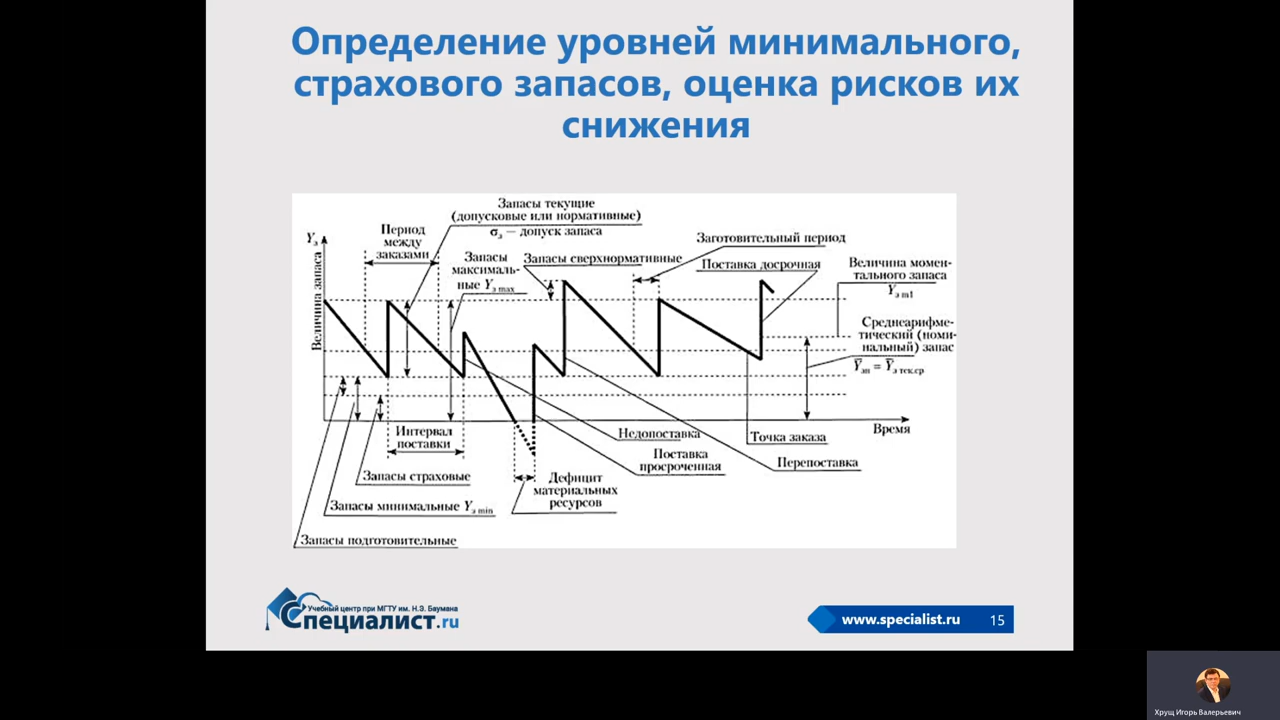 Определение уровней минимального,
страхового запасов, оценка рисков их
снижения
Запасы текущие
(допусковые или нормативные)
σз — допуск запаса
Период
между
заказами
Yз
Величина запаса
Запасы
максималь-
ные Yз max
Запасы сверхнормативные
Заготовительный период
Поставка досрочная
Величина момен-
тального запаса
Yз m1
Среднеарифме-
тический (номи-
нальный) запас
Ȳзп = Ȳз тек.ср
Время
Интервал
поставки
Недопоставка
Точка заказа
Поставка
просроченная
Перепоставка
Запасы страховые
Дефицит
материальных
ресурсов
Запасы минимальные Yз min
Запасы подготовительные
Учебный центр при МГТУ им. Н.Э. Баумана
Специалист.ru
www.specialist.ru
15
Хрущ Игорь Валерьевич